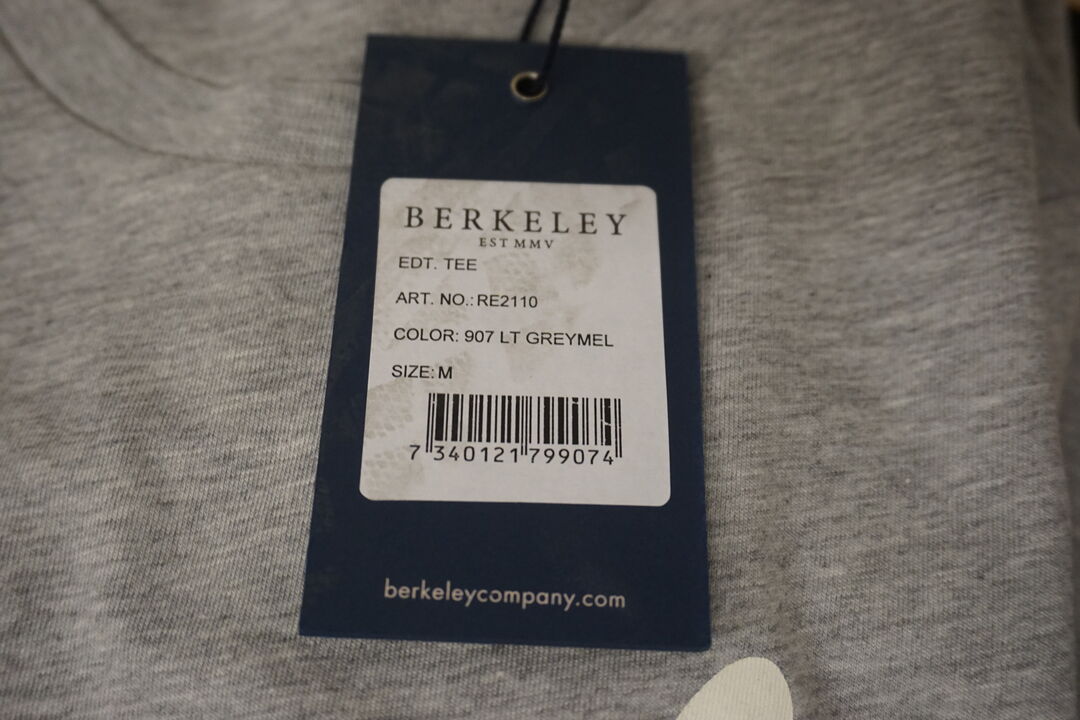 BERKELEY
EST MMV
EDT. TEE
ART. NO.: RE2110
COLOR: 907 LT GREYMEL
SIZE: M
7 340121 799074
berkeleycompany.com